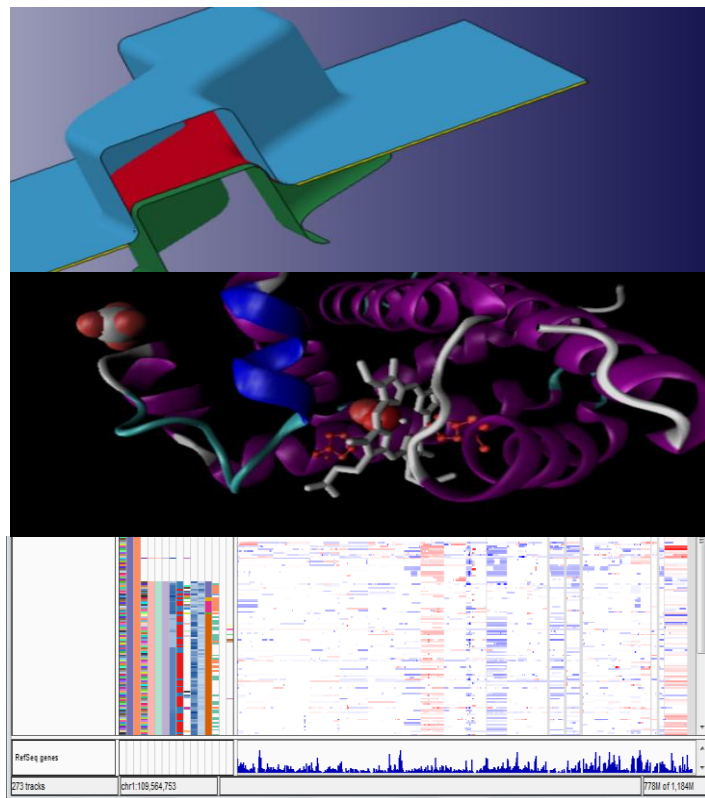 RefSeq genes
273 tracks
chr1:109,564,753
778M of 1,184M